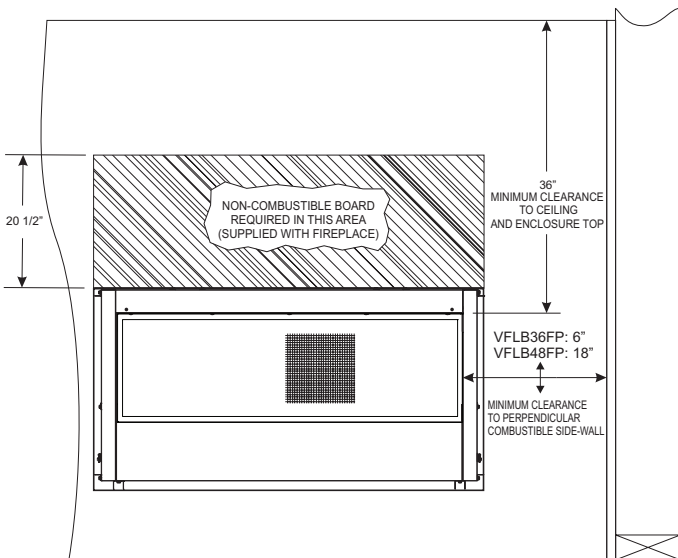 20 1/2”
NON-COMBUSTIBLE BOARD
REQUIRED IN THIS AREA
(SUPPLIED WITH FIREPLACE)
36”
MINIMUM CLEARANCE
TO CEILING
AND ENCLOSURE TOP
VFLB36FP: 6”
VFLB48FP: 18”
MINIMUM CLEARANCE
TO PERPENDICULAR
COMBUSTIBLE SIDE-WALL